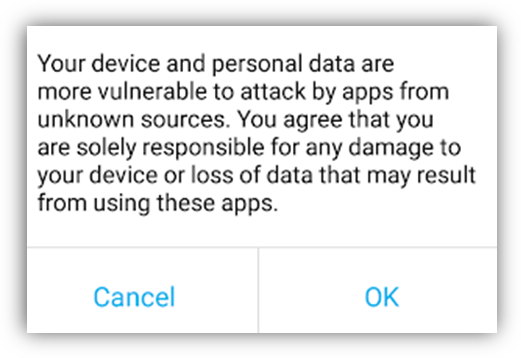 Your device and personal data are
more vulnerable to attack by apps from
unknown sources. You agree that you
are solely responsible for any damage to
your device or loss of data that may result
from using these apps.
Cancel
OK